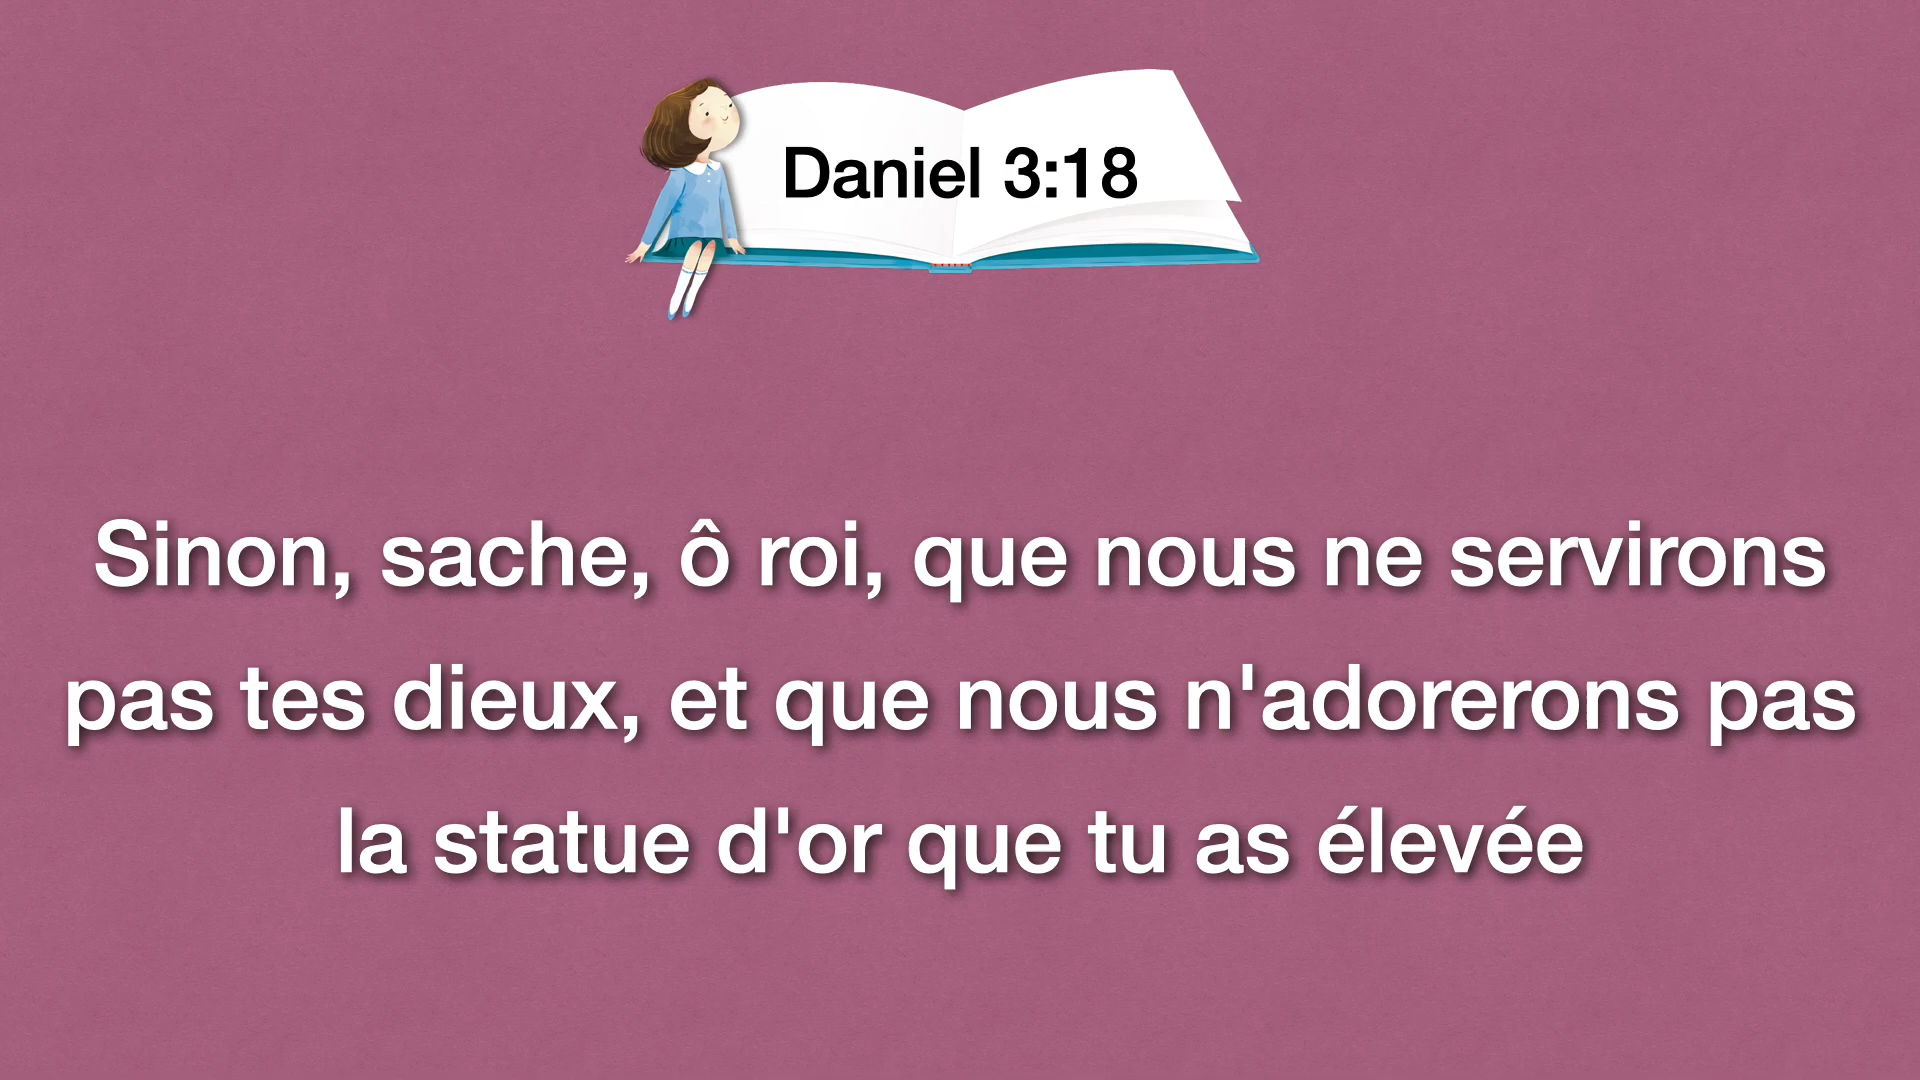 Daniel 3:18
Sinon, sache, ô roi, que nous ne servirons
pas tes dieux, et que nous n'adorerons pas
la statue d'or que tu as élevée